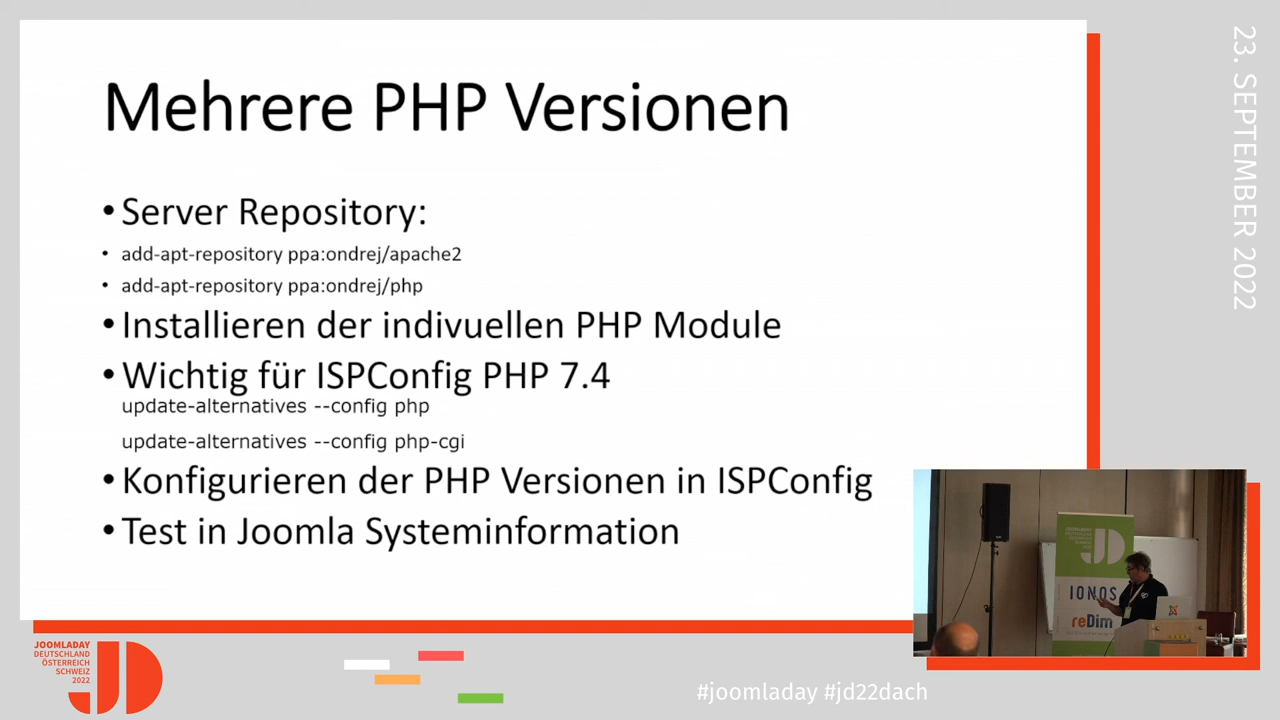 Mehrere PHP Versionen
• Server Repository:
• add-apt-repository ppa:ondrej/apache2
• add-apt-repository ppa:ondrej/php
• Installieren der indivuellen PHP Module
• Wichtig für ISPConfig PHP 7.4
update-alternatives --config php
update-alternatives --config php-cgi
• Konfigurieren der PHP Versionen in ISPConfig
• Test in Joomla Systeminformation
23. SEPTEMBER 2022
JD
IONOS
reDim
JOOMLADAY
DEUTSCHLAND
ÖSTERREICH
SCHWEIZ
2022
JD
#joomladay #jd22dach